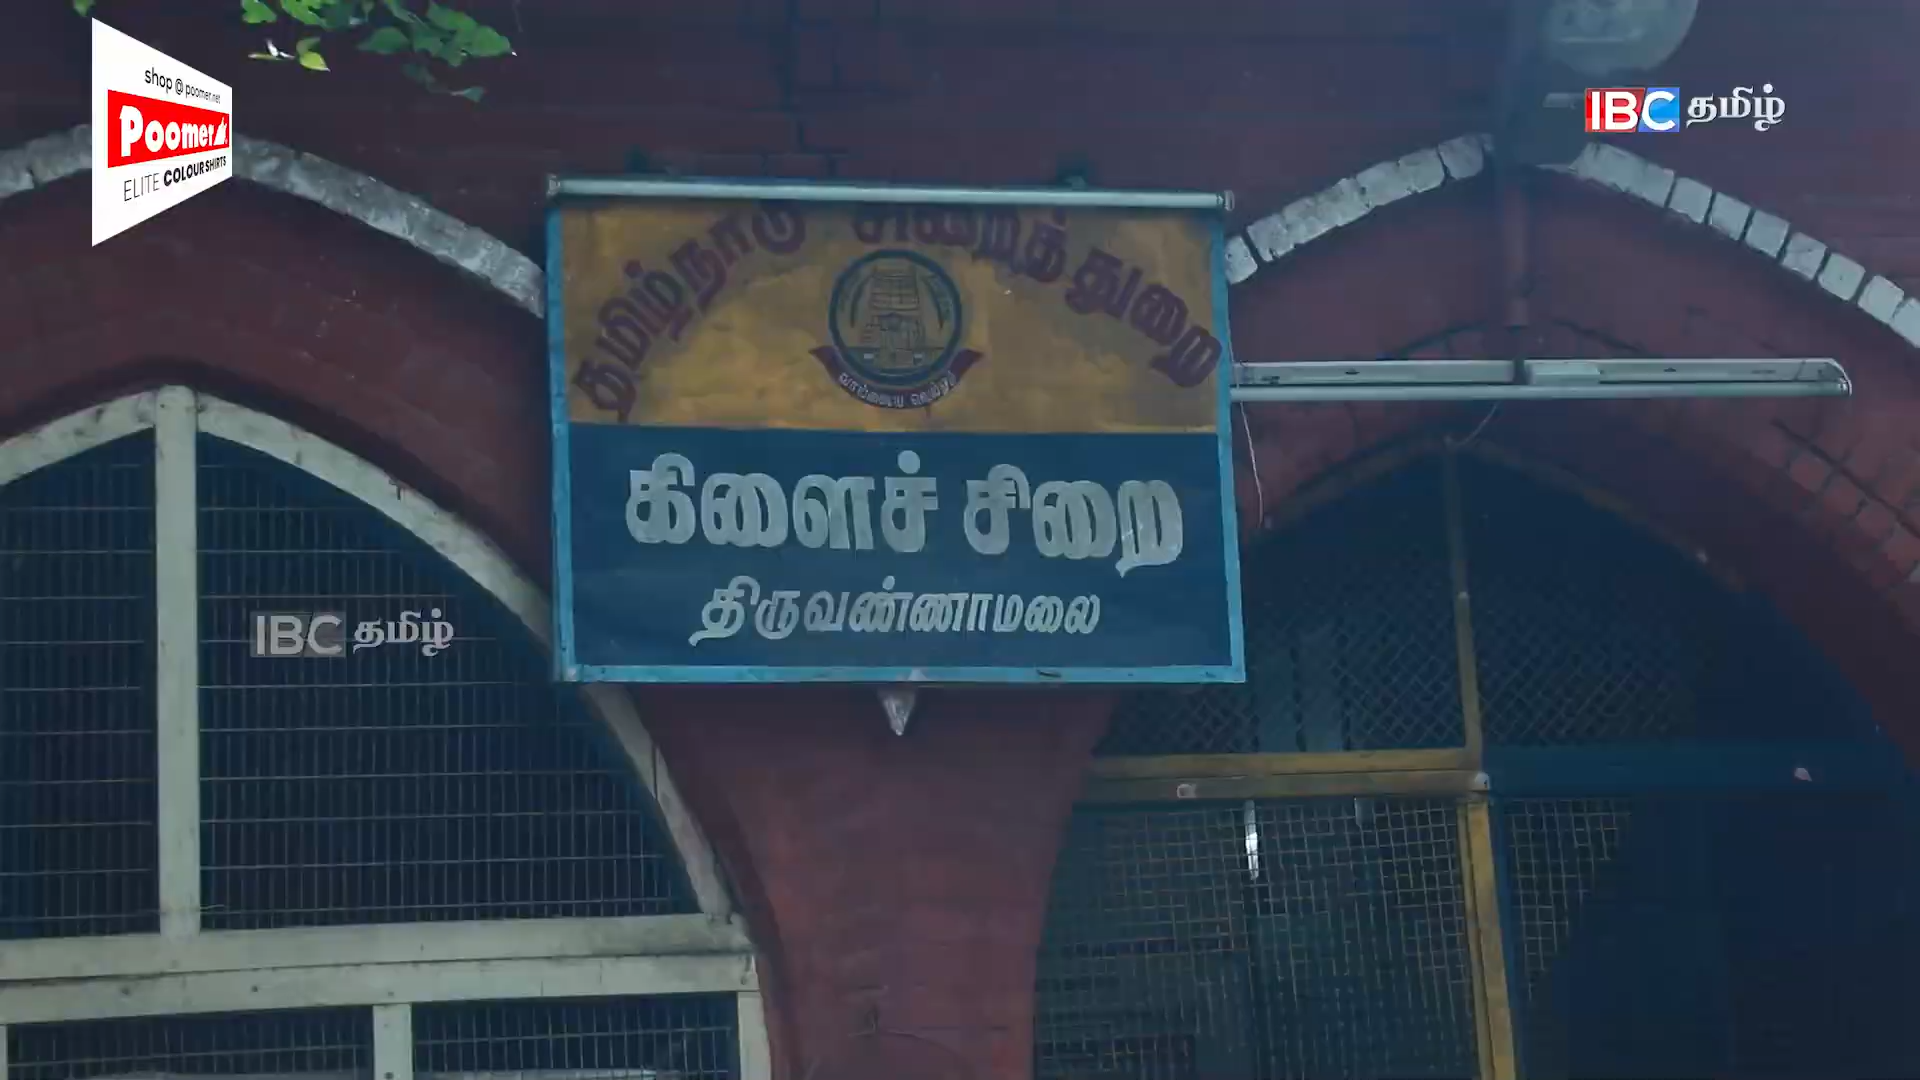 shop @ poomer.net
Poomer
ELITE COLOUR SHIRTS
IBC தமிழ்
தமிழ்நாடு சிறைத் துறை
வாய்மையே வெல்லும்
கிளைச் சிறை
திருவண்ணாமலை
IBC தமிழ்